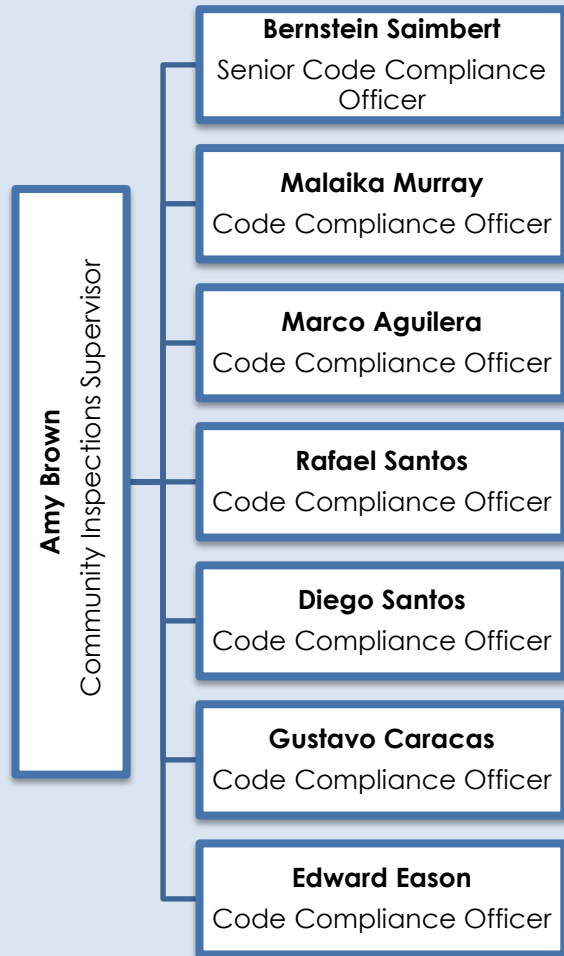 Amy Brown
Community Inspections Supervisor
Bernstein Saimbert
Senior Code Compliance
Officer
Malaika Murray
Code Compliance Officer
Marco Aguilera
Code Compliance Officer
Rafael Santos
Code Compliance Officer
Diego Santos
Code Compliance Officer
Gustavo Caracas
Code Compliance Officer
Edward Eason
Code Compliance Officer